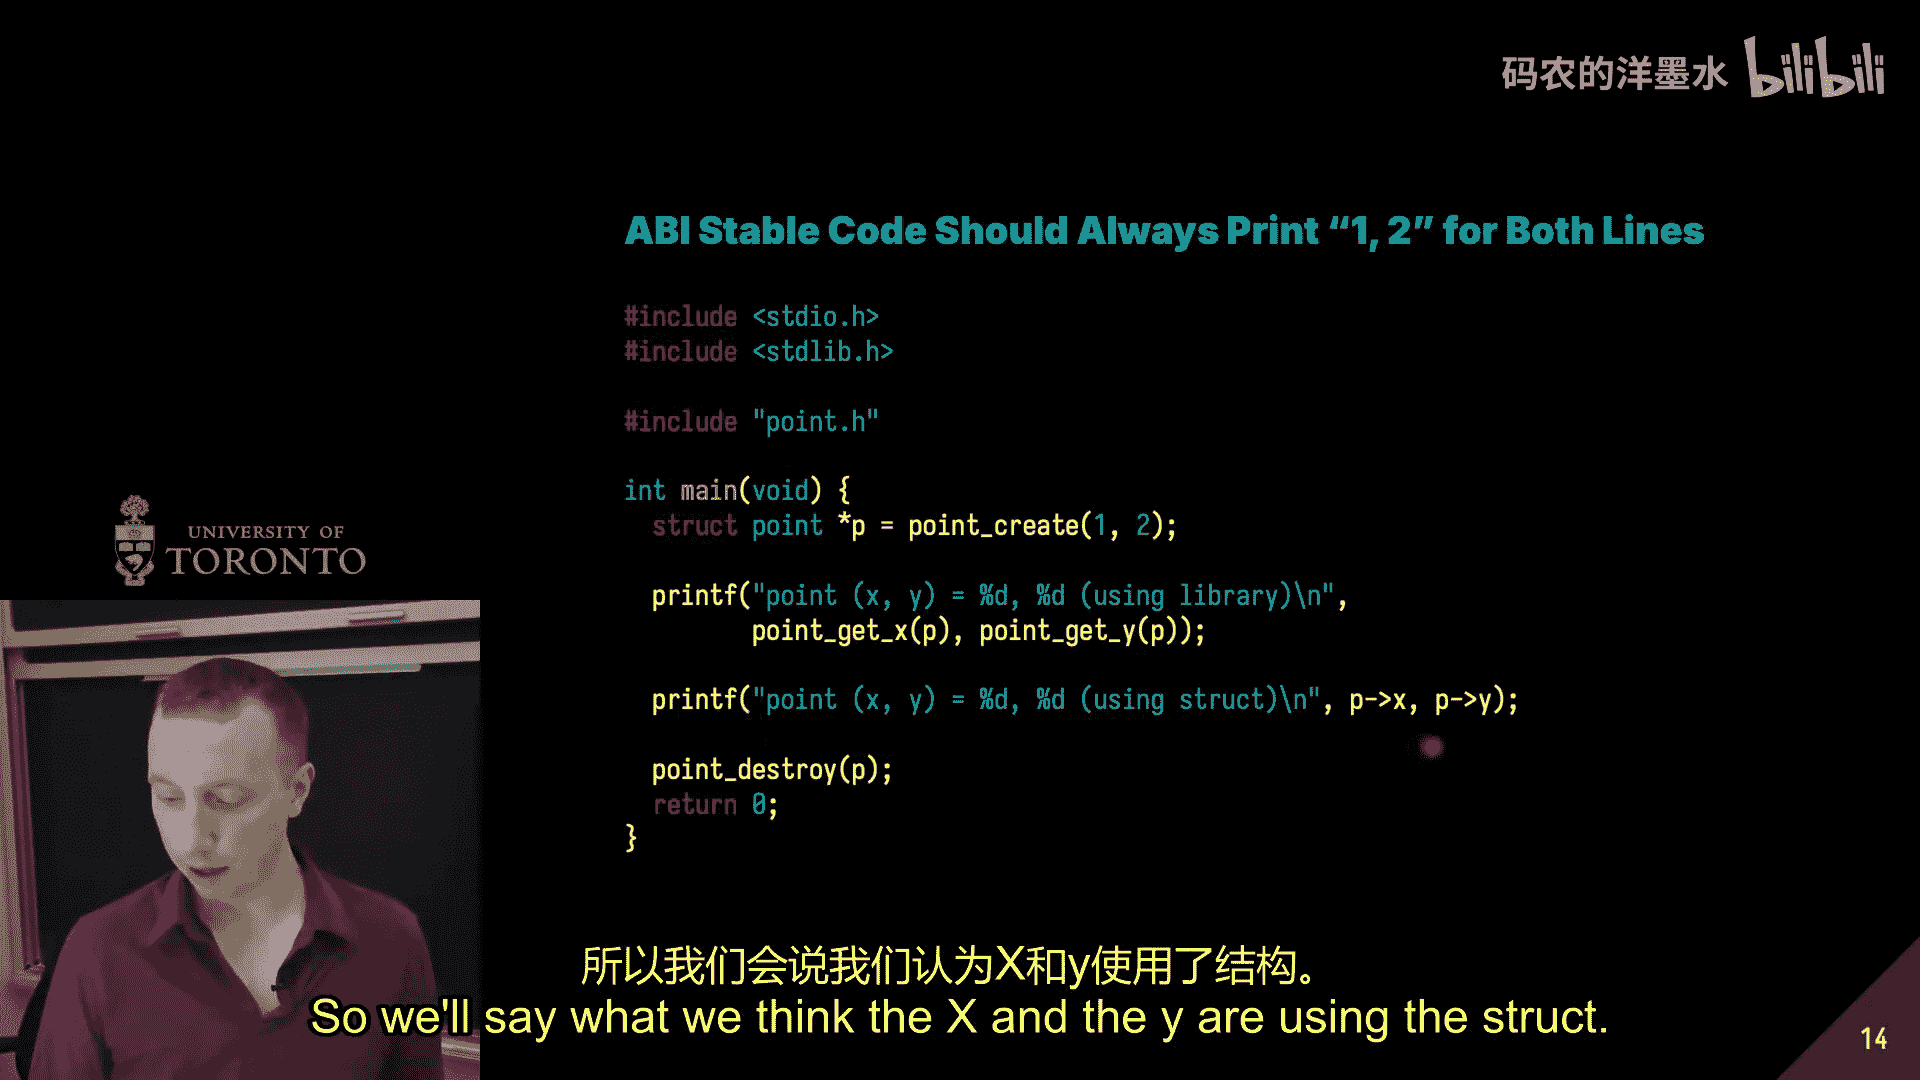 码农的洋墨水 bilibili
ABI Stable Code Should Always Print “1, 2” for Both Lines
#include <stdio.h>
#include <stdlib.h>
#include "point.h"
int main(void) {
struct point *p = point_create(1, 2);
printf("point (x, y) = %d, %d (using library)\n",
point_get_x(p), point_get_y(p));
printf("point (x, y) = %d, %d (using struct)\n", p->x, p->y);
point_destroy(p);
return 0;
}
UNIVERSITY OF
TORONTO
所以我们会说我们认为X和y使用了结构。
So we'll say what we think the X and the y are using the struct.
14